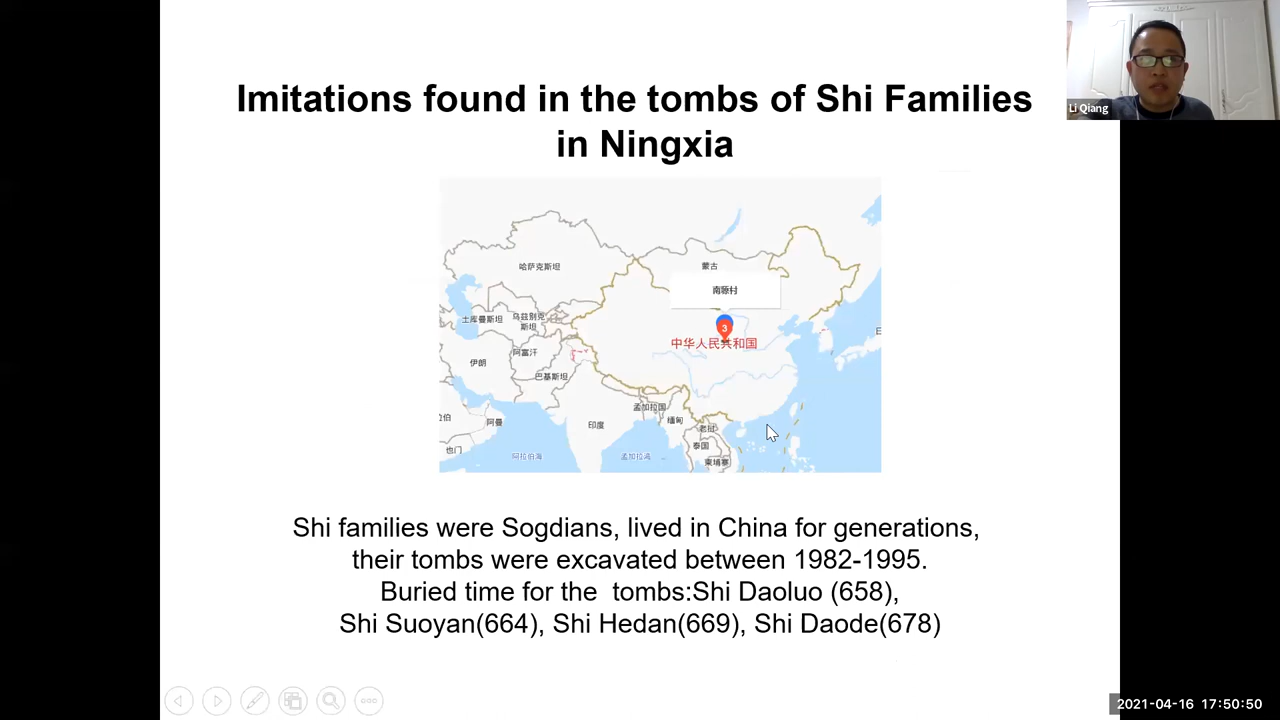 Imitations found in the tombs of Shi Families
in Ningxia
Li Qiang
哈萨克斯坦
蒙古
南塬村
3
土库曼斯坦
乌兹别克
斯坦
中华人民共和国
阿富汗
伊朗
巴基斯坦
孟加拉国
缅甸
阿曼
印度
老挝
泰国
也门
阿拉伯海
孟加拉湾
柬埔寨
Shi families were Sogdians, lived in China for generations,
their tombs were excavated between 1982-1995.
Buried time for the tombs:Shi Daoluo (658),
Shi Suoyan(664), Shi Hedan(669), Shi Daode(678)
2021-04-16 17:50:50